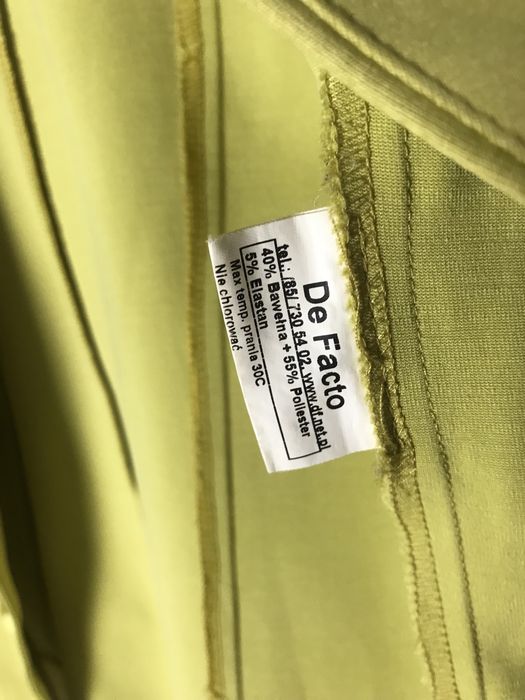 De Facto
tel.: (85/ 730 54 02, www.df.net.pl
40% Bawełna + 55% Poliester
5% Elastan
Max temp. prania 30C
Nie chlorować